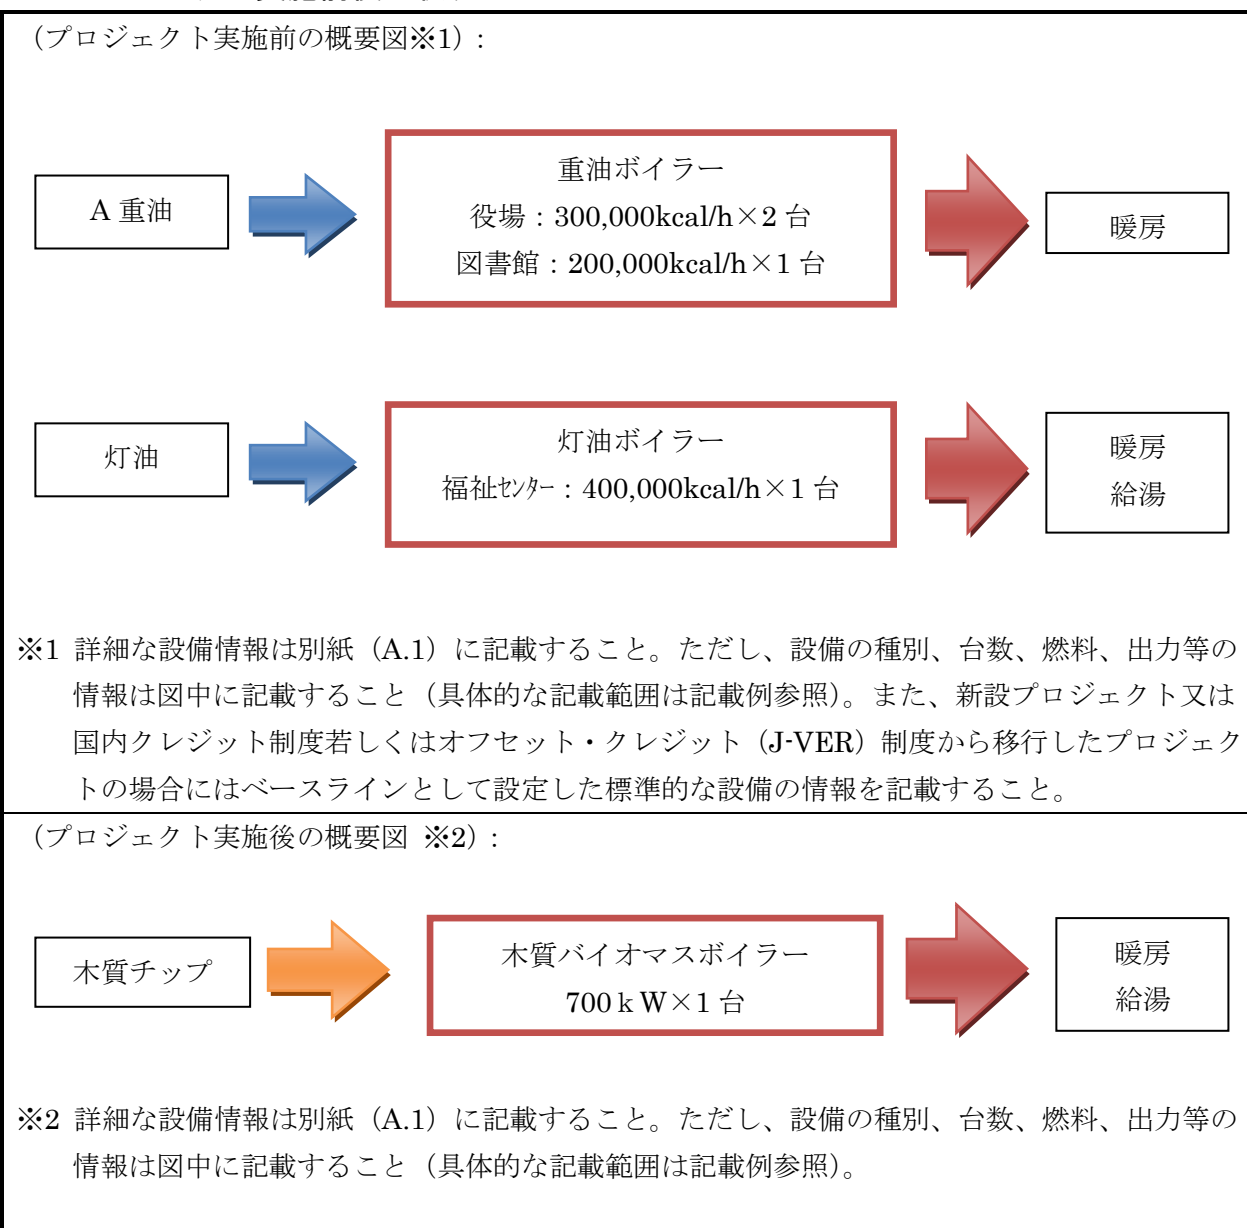 （プロジェクト実施前の概要図※1）:
A 重油
重油ボイラー
役場：300,000kcal/h×2 台
図書館：200,000kcal/h×1 台
暖房
灯油
灯油ボイラー
福祉ｾﾝﾀｰ：400,000kcal/h×1 台
暖房
給湯
※1 詳細な設備情報は別紙（A.1）に記載すること。ただし、設備の種別、台数、燃料、出力等の
情報は図中に記載すること（具体的な記載範囲は記載例参照）。また、新設プロジェクト又は
国内クレジット制度若しくはオフセット・クレジット（J-VER）制度から移行したプロジェク
トの場合にはベースラインとして設定した標準的な設備の情報を記載すること。
（プロジェクト実施後の概要図 ※2）:
木質チップ
木質バイオマスボイラー
700ｋW×1 台
暖房
給湯
※2 詳細な設備情報は別紙（A.1）に記載すること。ただし、設備の種別、台数、燃料、出力等の
情報は図中に記載すること（具体的な記載範囲は記載例参照）。